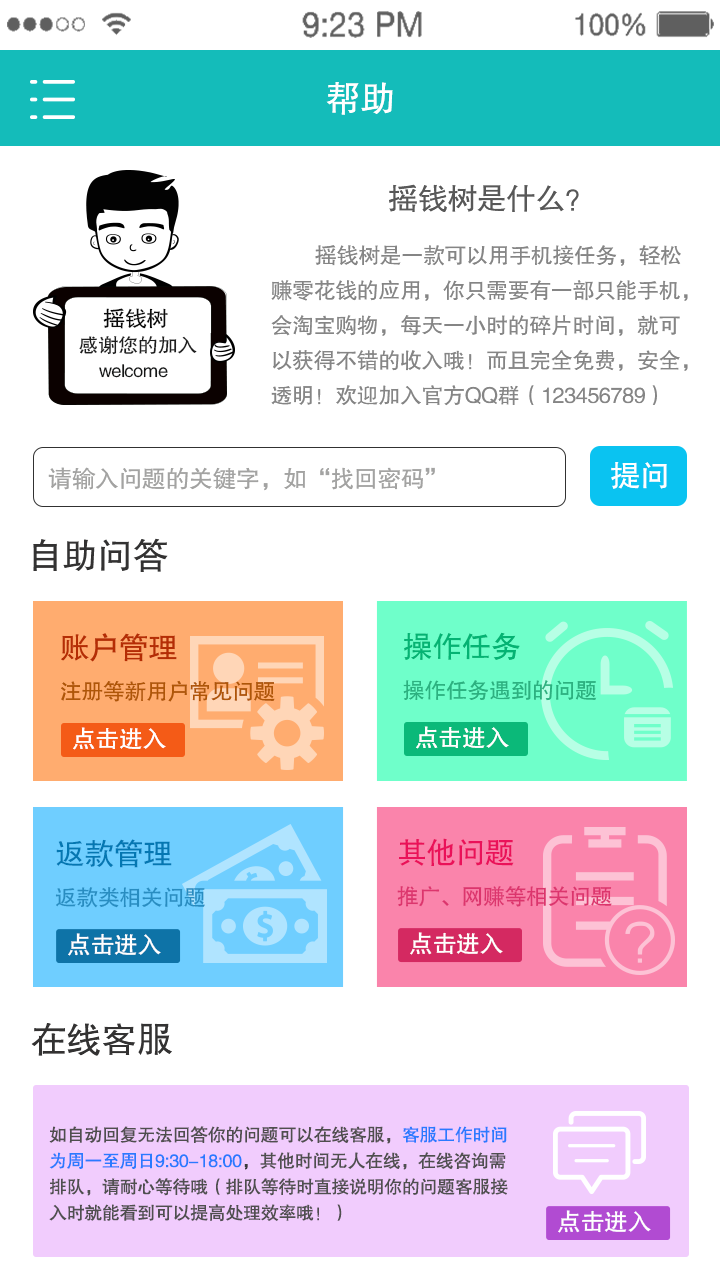 9:23 PM
100%
帮助
摇钱树
感谢您的加入
welcome
摇钱树是什么?
摇钱树是一款可以用手机接任务，轻松
赚零花钱的应用，你只需要有一部只能手机，
会淘宝购物，每天一小时的碎片时间，就可
以获得不错的收入哦！而且完全免费，安全，
透明！欢迎加入官方QQ群（123456789）
请输入问题的关键字，如“找回密码”
提问
自助问答
账户管理
注册等新用户常见问题
点击进入
操作任务
操作任务遇到的问题
点击进入
返款管理
返款类相关问题
点击进入
其他问题
推广、网赚等相关问题
点击进入
在线客服
如自动回复无法回答你的问题可以在线客服，客服工作时间
为周一至周日9:30-18:00，其他时间无人在线，在线咨询需
排队，请耐心等待哦（排队等待时直接说明你的问题客服接
入时就能看到可以提高处理效率哦！）
点击进入